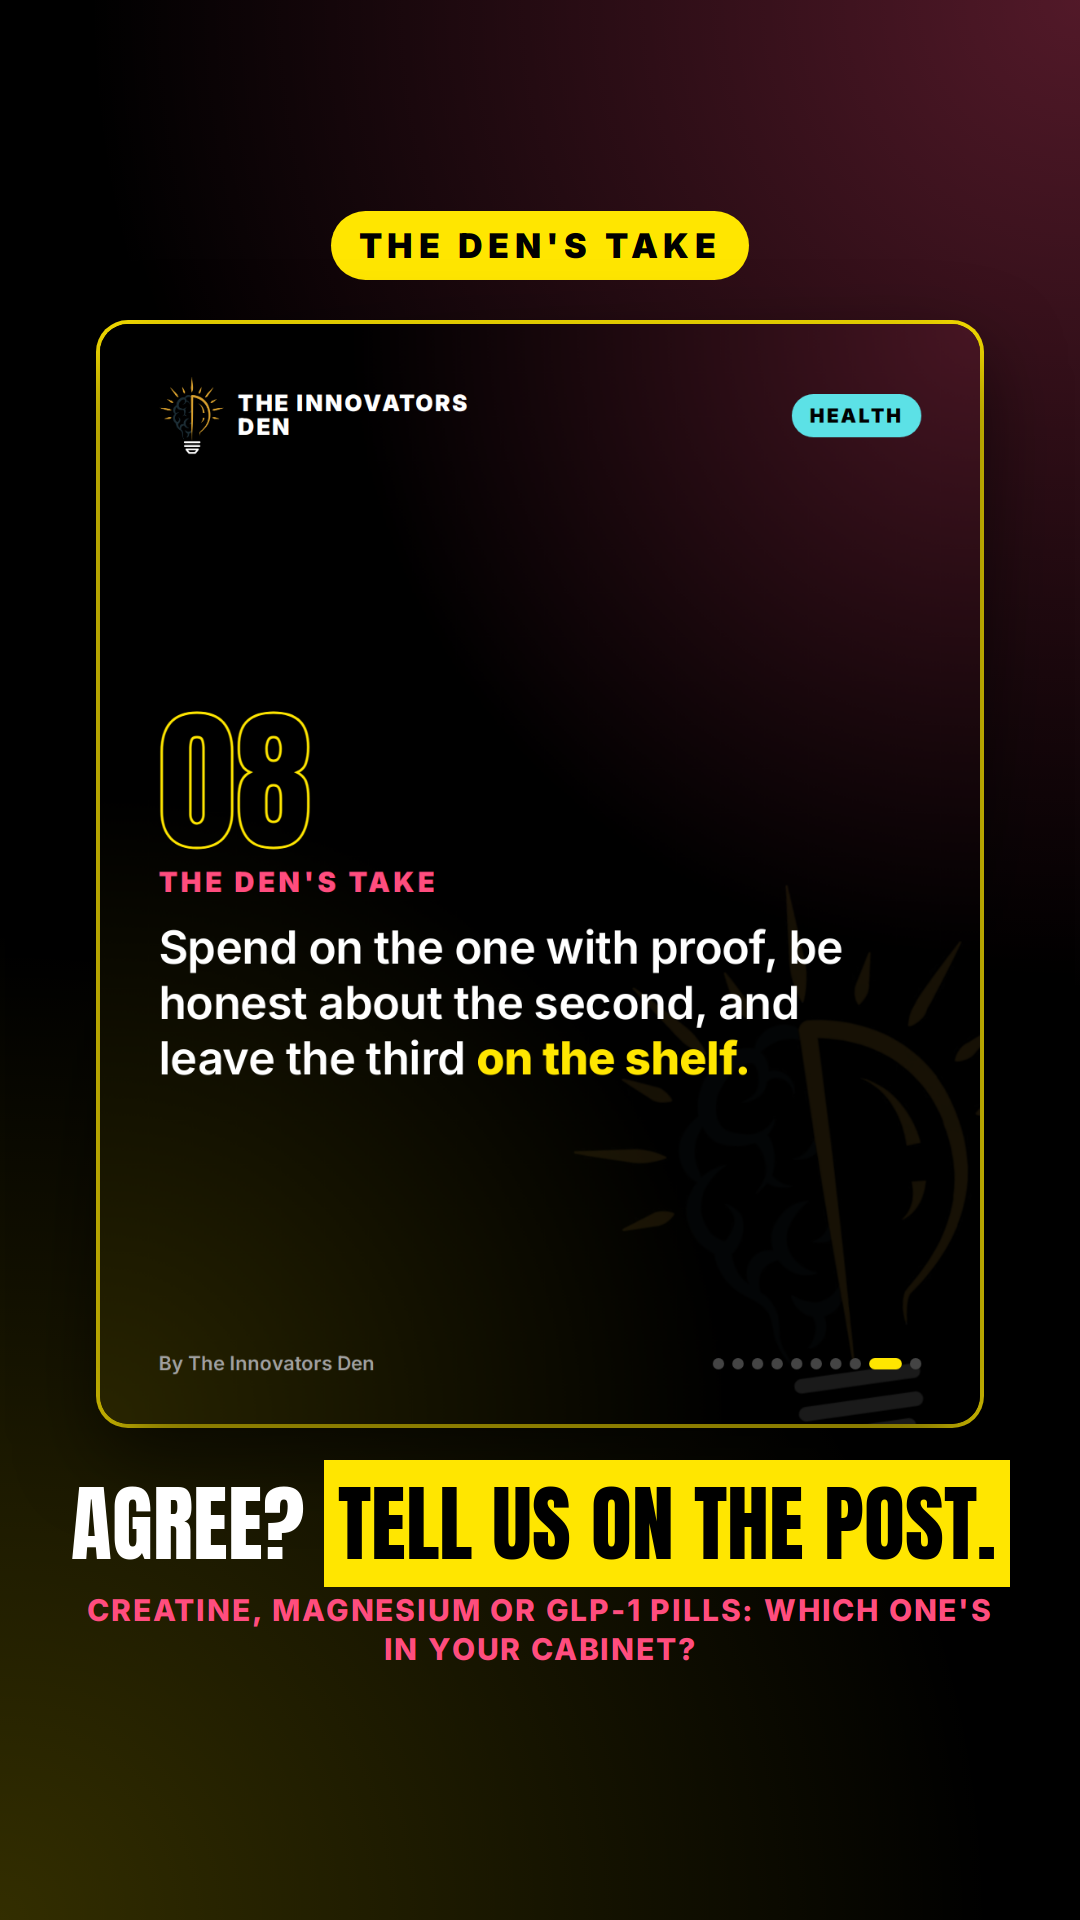 THE DEN'S TAKE
THE INNOVATORS
DEN
HEALTH
08
THE DEN'S TAKE
Spend on the one with proof, be
honest about the second, and
leave the third on the shelf.
By The Innovators Den
AGREE? TELL US ON THE POST.
CREATINE, MAGNESIUM OR GLP-1 PILLS: WHICH ONE'S
IN YOUR CABINET?